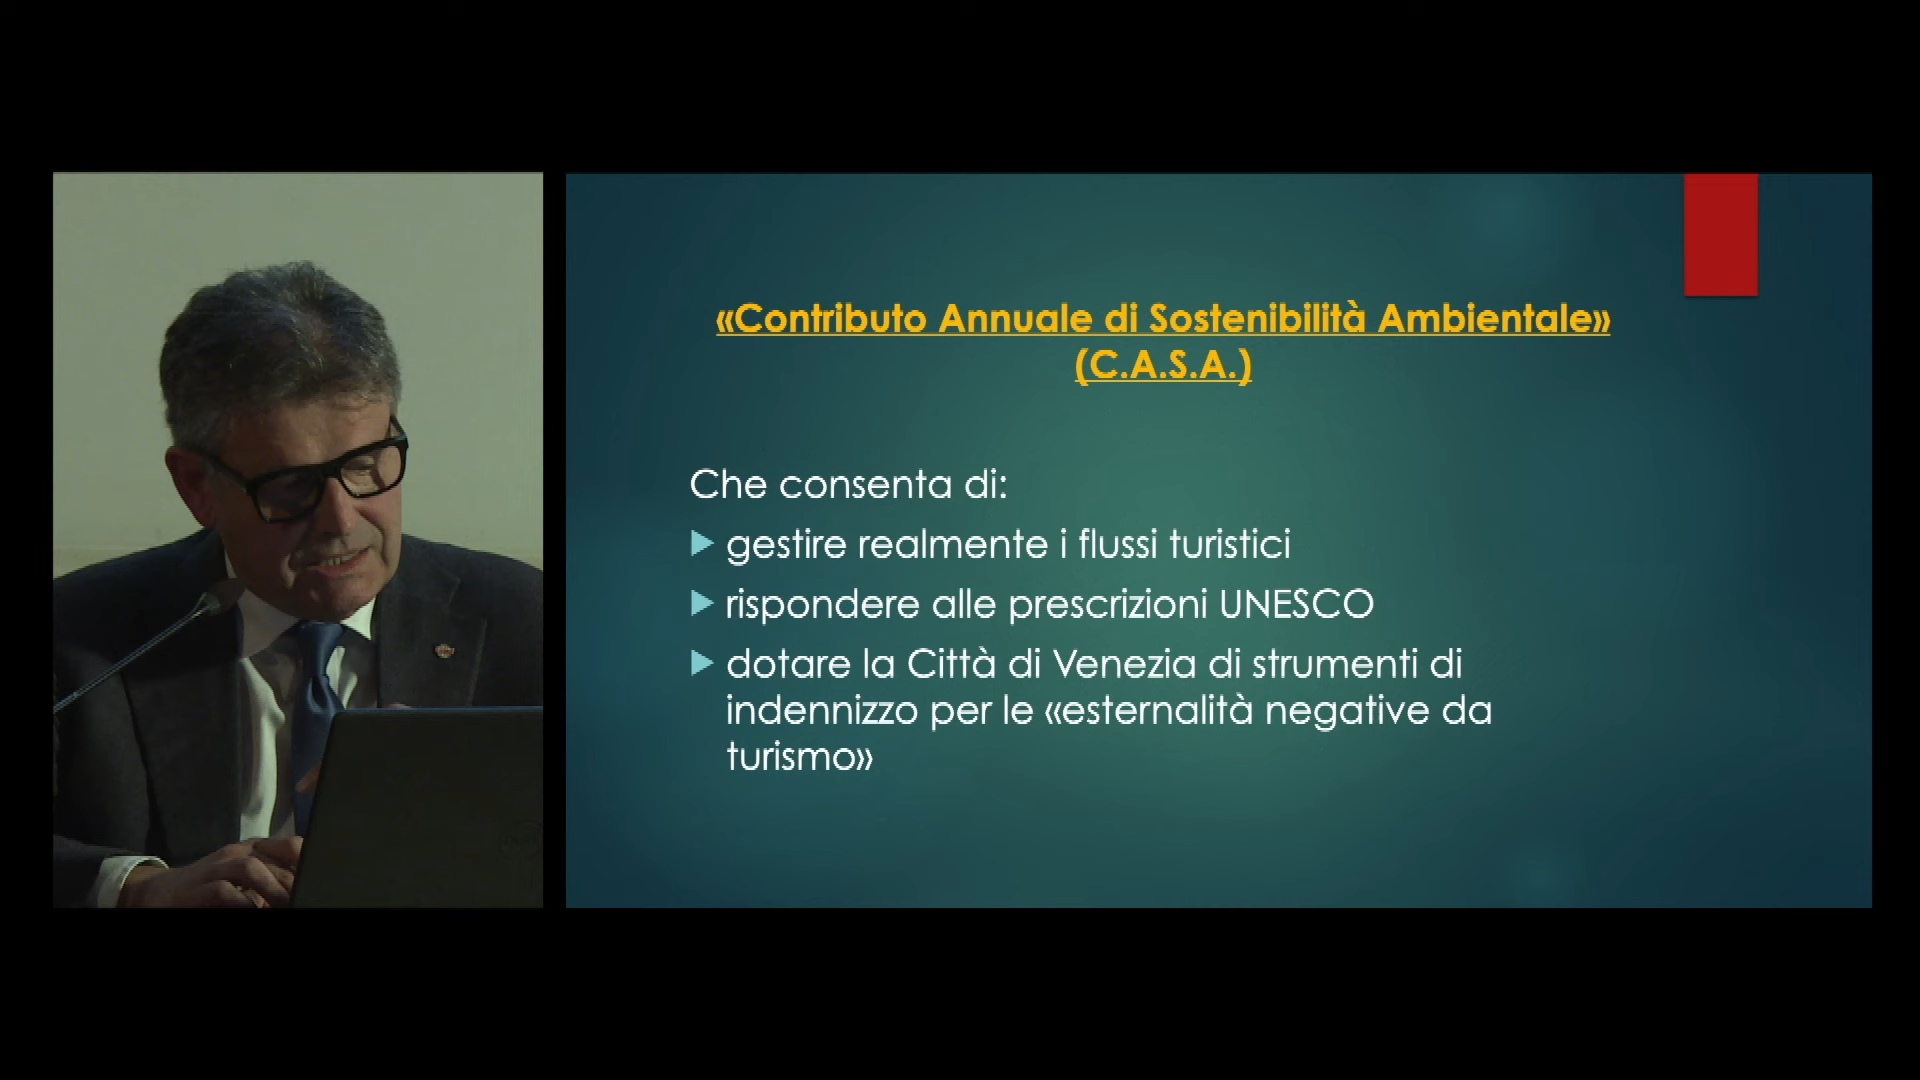 «Contributo Annuale di Sostenibilità Ambientale»
(C.A.S.A.)
Che consenta di:
gestire realmente i flussi turistici
rispondere alle prescrizioni UNESCO
dotare la Città di Venezia di strumenti di
indennizzo per le «esternalità negative da
turismo»